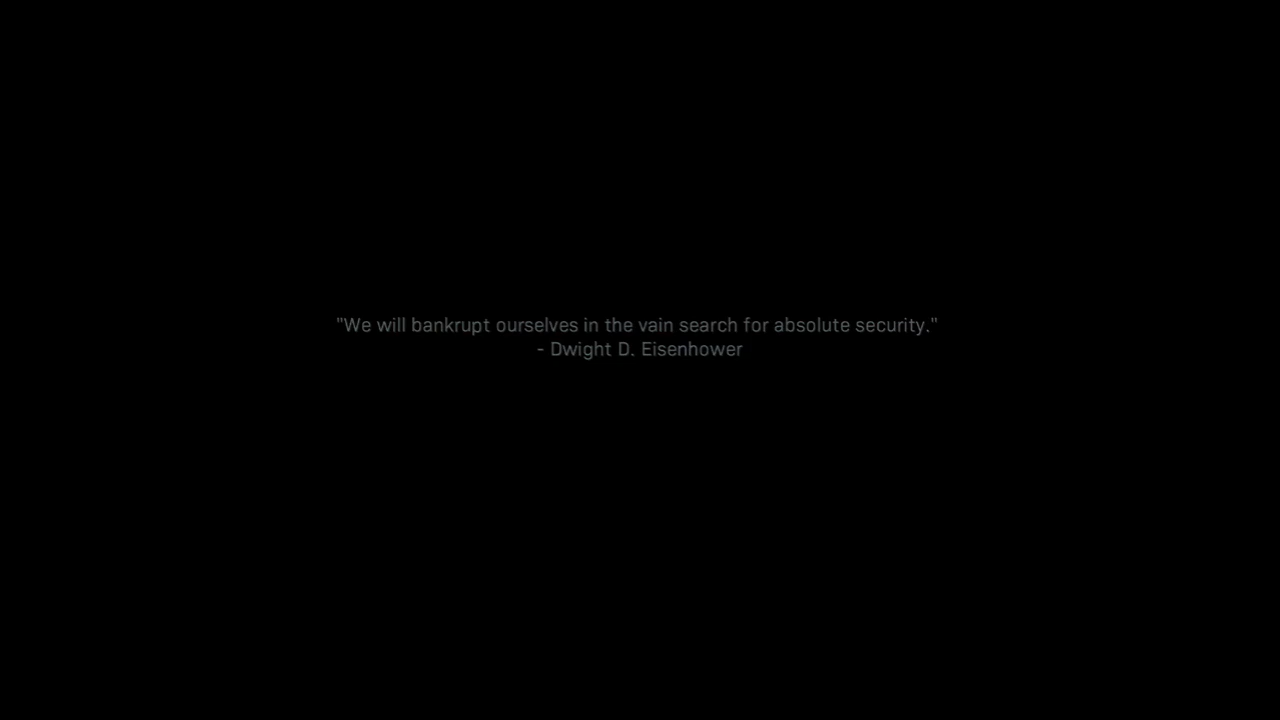 "We will bankrupt ourselves in the vain search for absolute security."
- Dwight D. Eisenhower